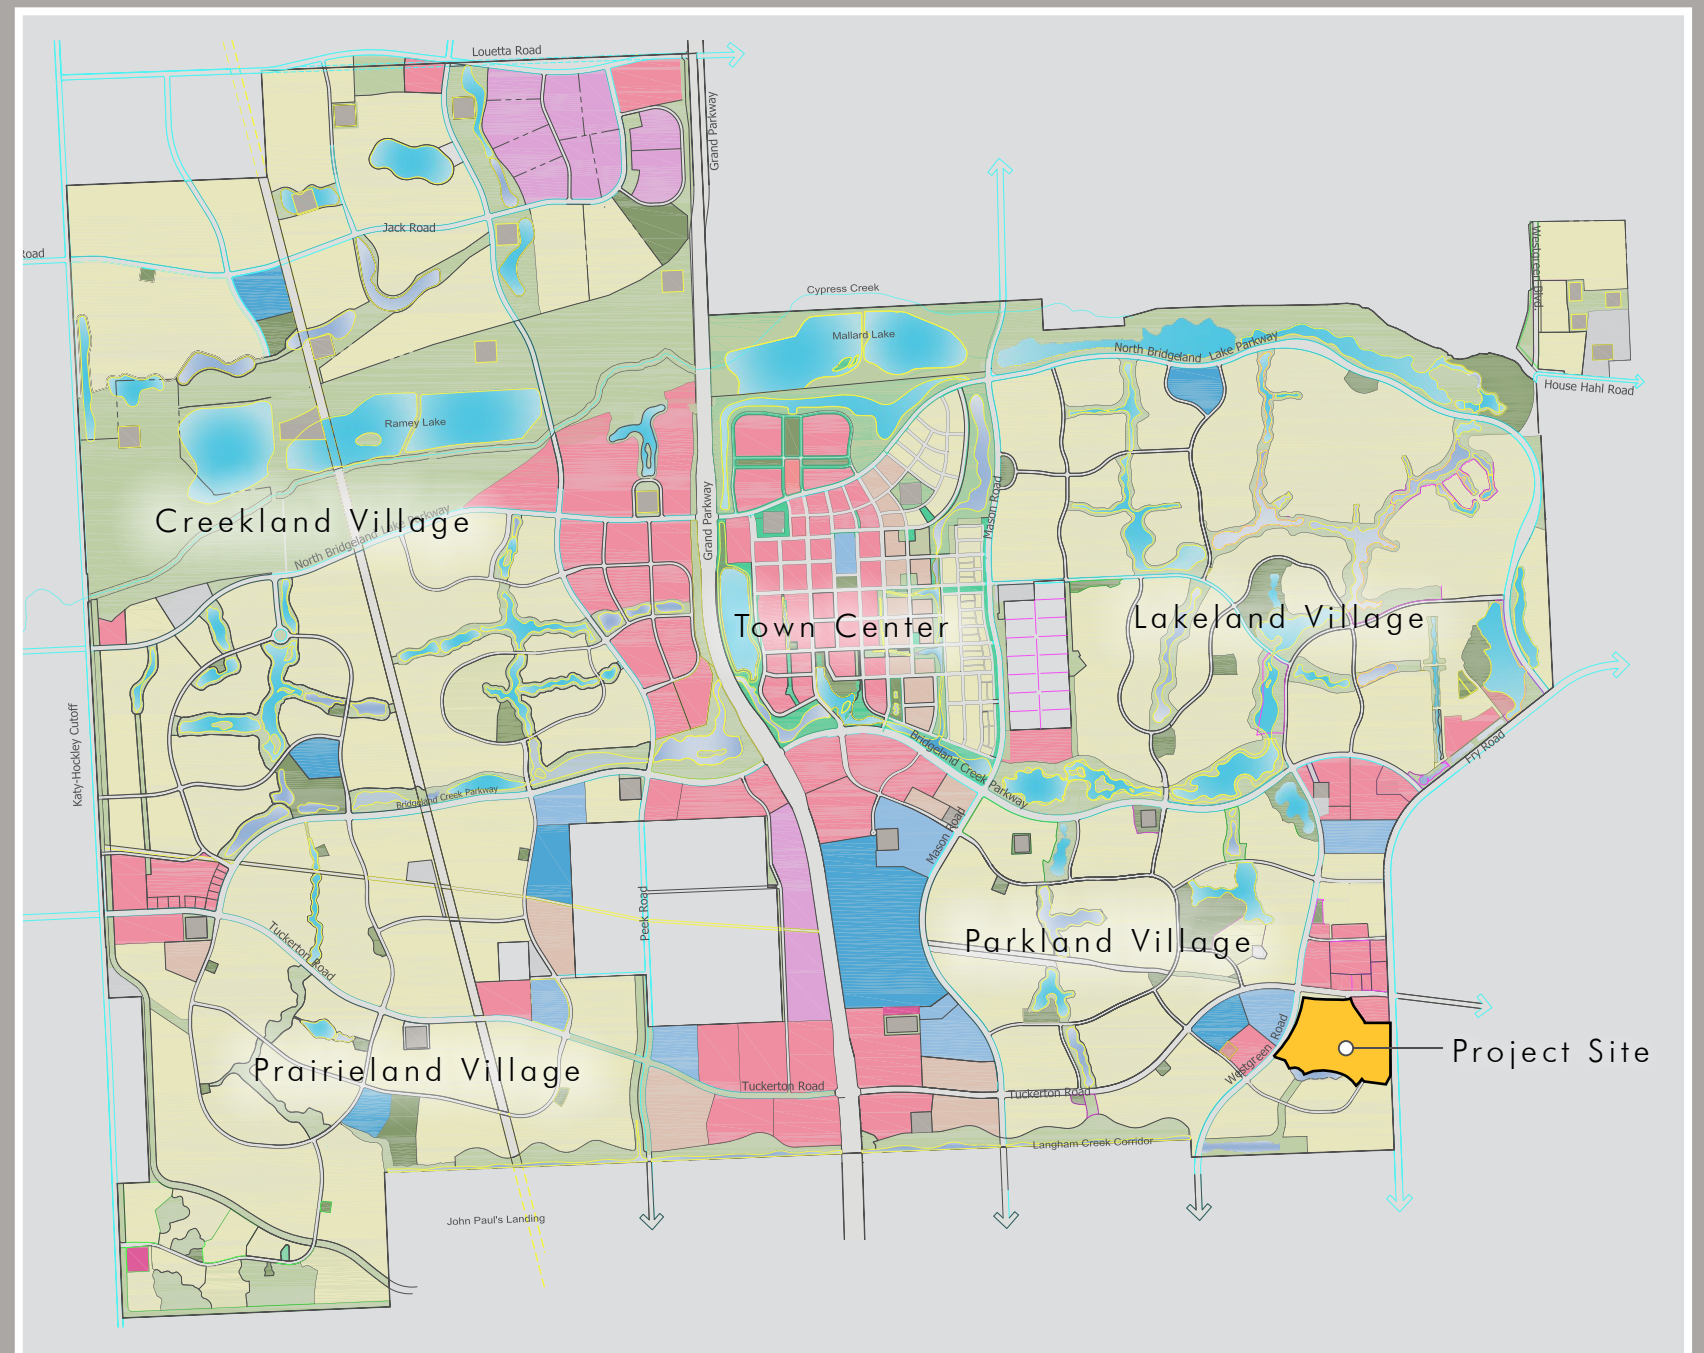 Louetta Road
Grand Parkway
Jack Road
Road
Cypress Creek
Mallard Lake
North Bridgeland Lake Parkway
Westgreen Blvd.
House Hahl Road
Ramey Lake
Creekland Village
North Bridgeland Lake Parkway
Grand Parkway
Mason Road
Town Center
Lakeland Village
Katy-Hockley Cutoff
Bridgeland Creek Parkway
Fry Road
Bridgeland Creek Parkway
Mason Road
Peek Road
Tuckerton Road
Parkland Village
Westgreen Road
Project Site
Prairieland Village
Tuckerton Road
Tuckerton Road
Langham Creek Corridor
John Paul's Landing